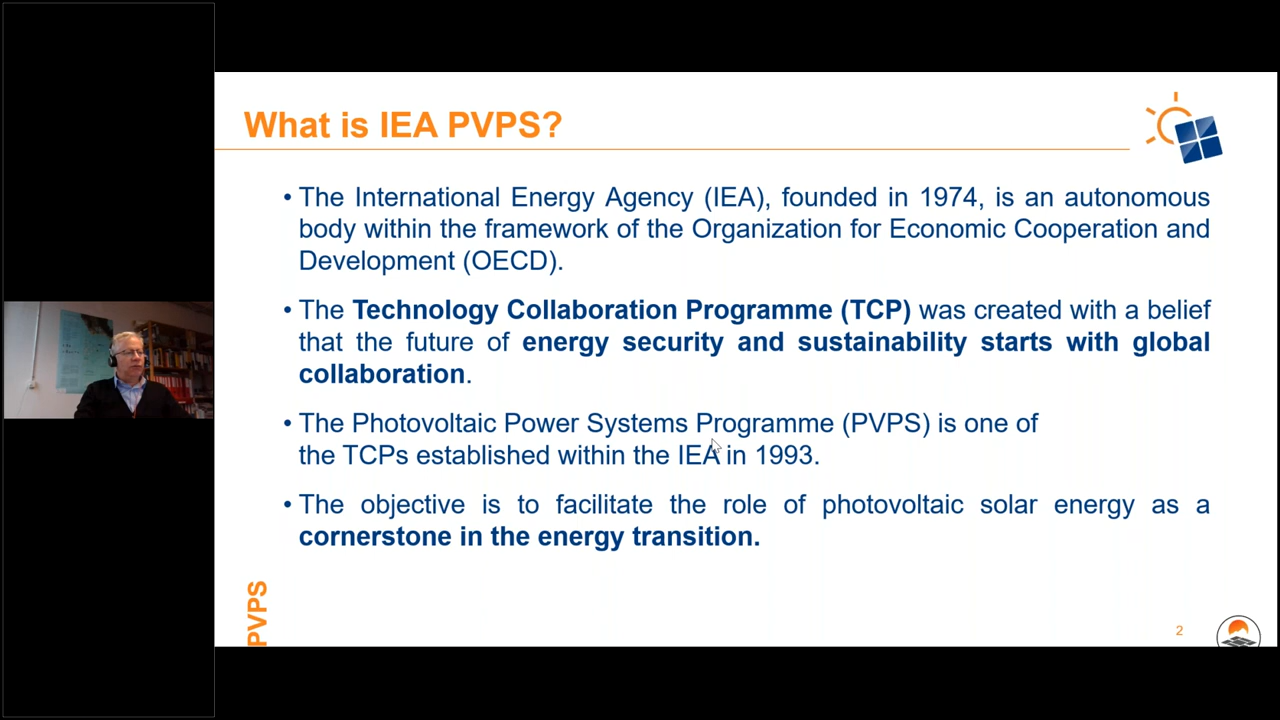 What is IEA PVPS?
• The International Energy Agency (IEA), founded in 1974, is an autonomous
body within the framework of the Organization for Economic Cooperation and
Development (OECD).
• The Technology Collaboration Programme (TCP) was created with a belief
that the future of energy security and sustainability starts with global
collaboration.
• The Photovoltaic Power Systems Programme (PVPS) is one of
the TCPs established within the IEA in 1993.
• The objective is to facilitate the role of photovoltaic solar energy as a
cornerstone in the energy transition.
PVPS
2